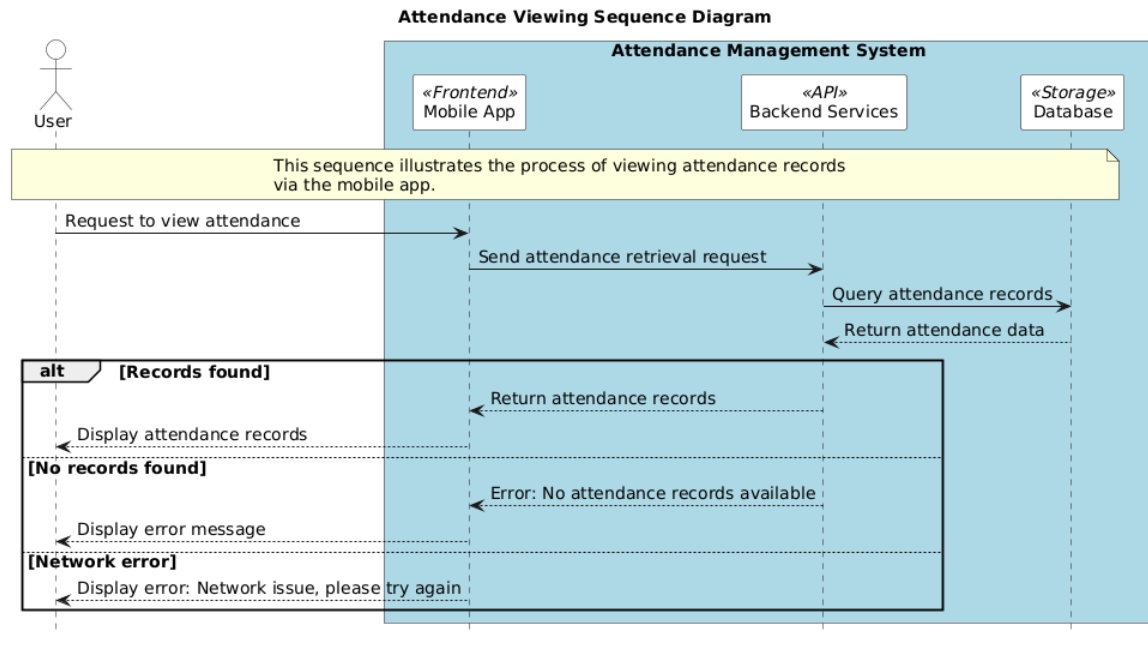 Attendance Viewing Sequence Diagram
Attendance Management System
«Frontend»
Mobile App
«API»
Backend Services
«Storage»
Database
User
This sequence illustrates the process of viewing attendance records
via the mobile app.
Request to view attendance
Send attendance retrieval request
Query attendance records
Return attendance data
alt [Records found]
Return attendance records
Display attendance records
[No records found]
Error: No attendance records available
Display error message
[Network error]
Display error: Network issue, please try again